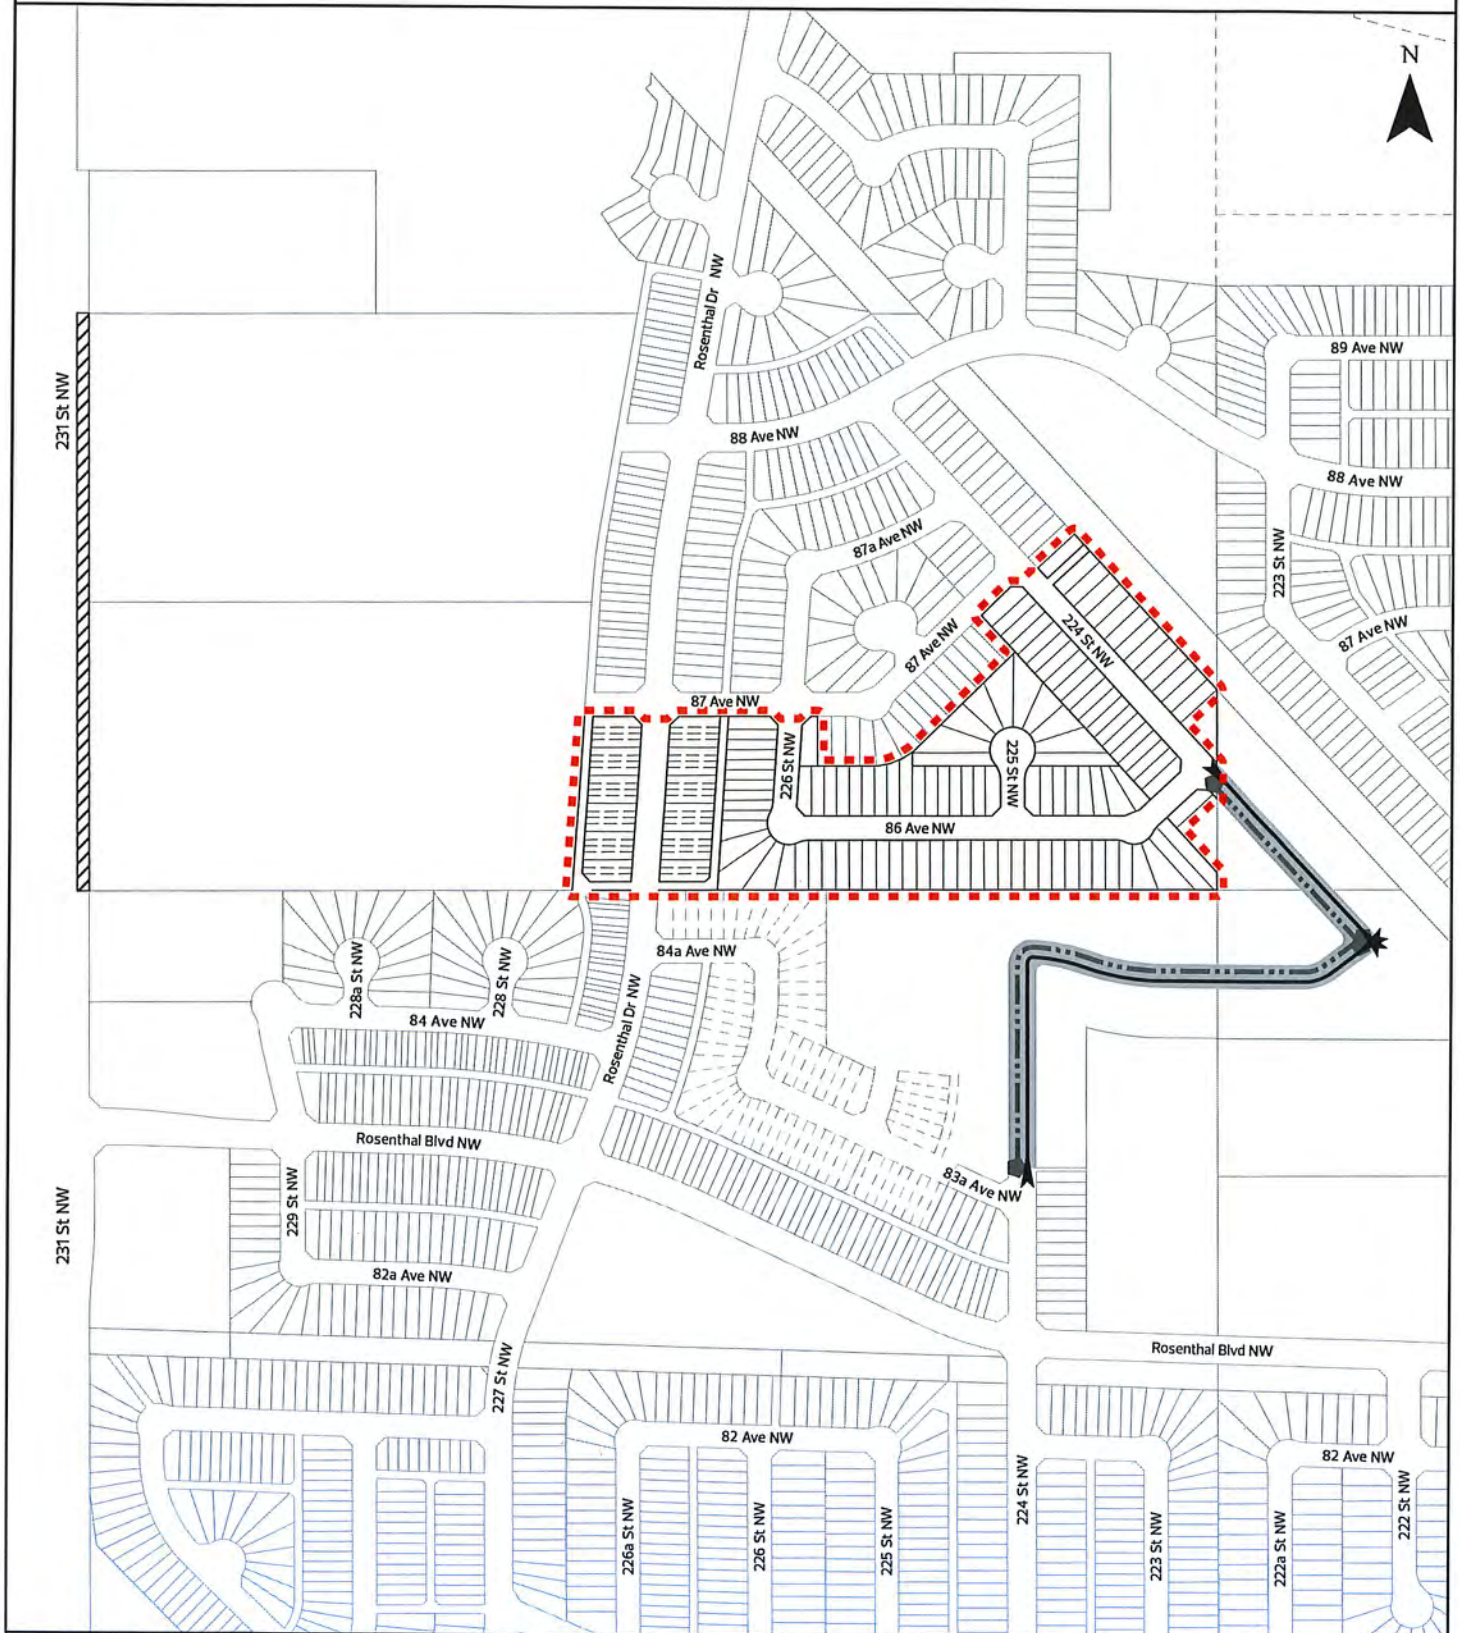 N
89 Ave NW
231 St NW
Rosenthal Dr NW
88 Ave NW
88 Ave NW
87a Ave NW
223 St NW
224 St NW
87 Ave NW
87 Ave NW
87 Ave NW
226 St NW
225 St NW
86 Ave NW
84a Ave NW
228a St NW
228 St NW
84 Ave NW
Rosenthal Dr NW
Rosenthal Blvd NW
83a Ave NW
229 St NW
231 St NW
82a Ave NW
Rosenthal Blvd NW
227 St NW
82 Ave NW
82 Ave NW
224 St NW
222 St NW
226a St NW
226 St NW
225 St NW
223 St NW
222a St NW